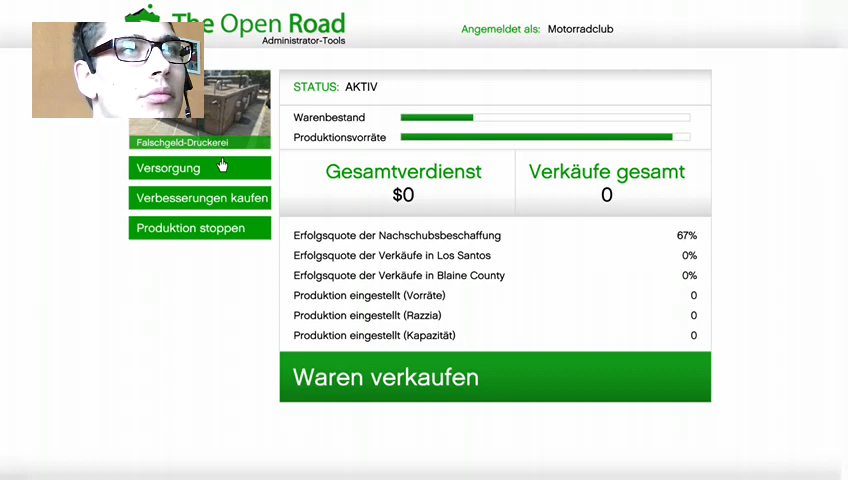 The Open Road
Administrator-Tools
Angemeldet als: Motorradclub
Falschgeld-Druckerei
Versorgung
Verbesserungen kaufen
Produktion stoppen
STATUS: AKTIV
Warenbestand
Produktionsvorräte
Gesamtverdienst
$0
Verkäufe gesamt
0
Erfolgsquote der Nachschubsbeschaffung 67%
Erfolgsquote der Verkäufe in Los Santos 0%
Erfolgsquote der Verkäufe in Blaine County 0%
Produktion eingestellt (Vorräte) 0
Produktion eingestellt (Razzia) 0
Produktion eingestellt (Kapazität) 0
Waren verkaufen